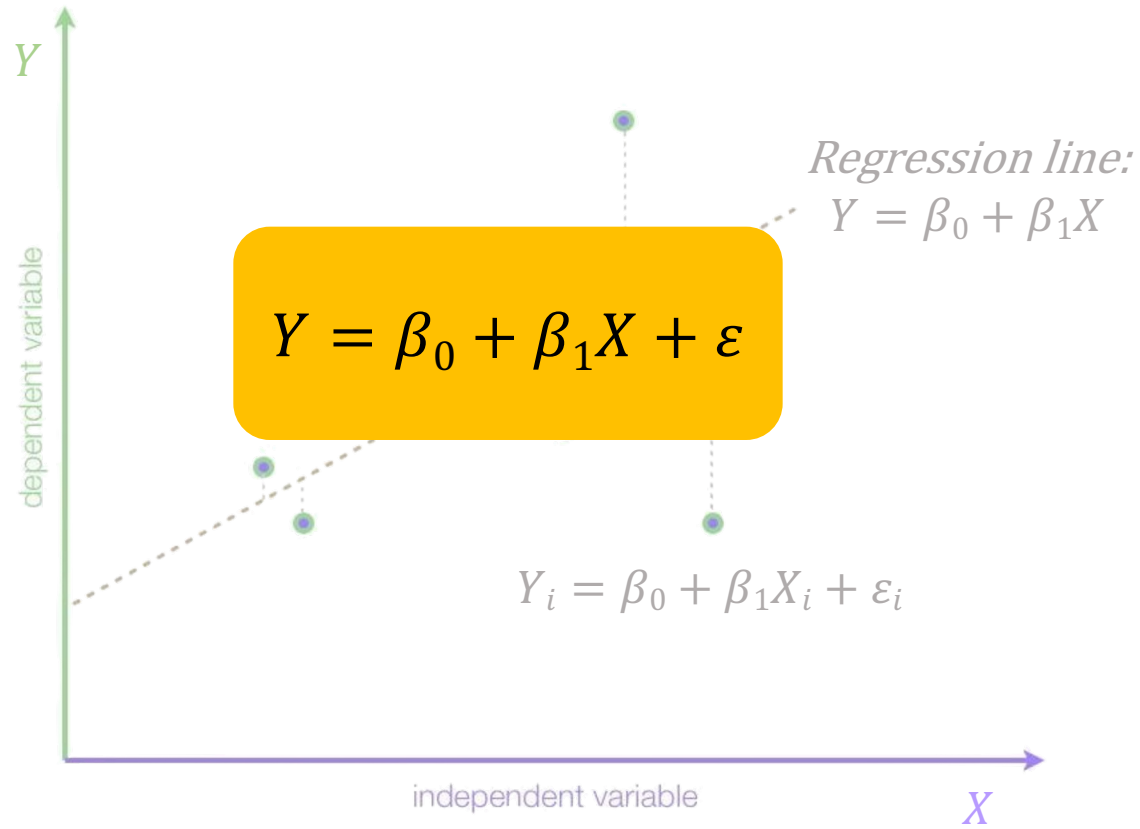 Y
Regression line:
Y = β₀ + β₁X
dependent variable
Y = β₀ + β₁X + ε
Yᵢ = β₀ + β₁Xᵢ + εᵢ
independent variable
X